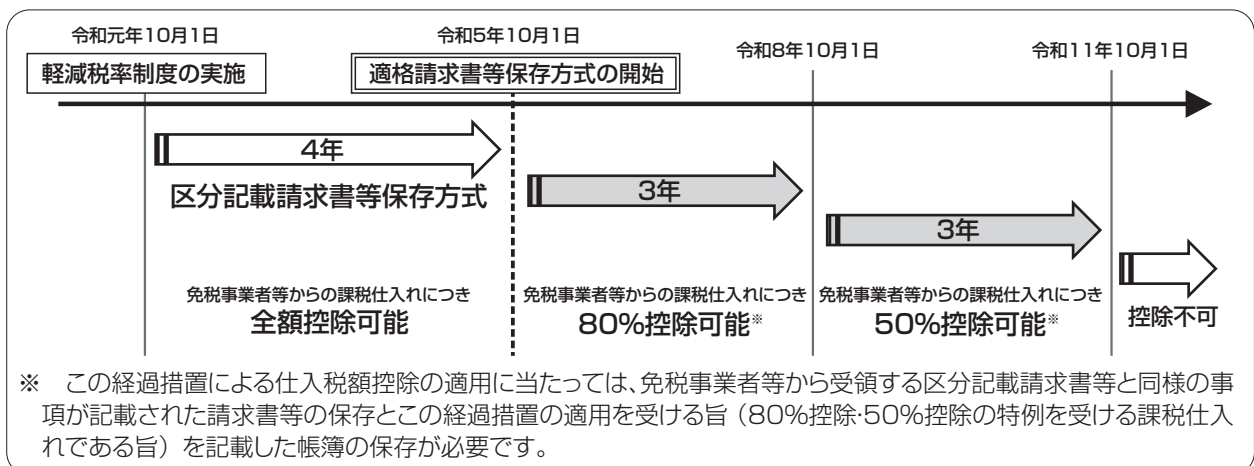 令和元年10月1日
令和5年10月1日
令和8年10月1日
令和11年10月1日
軽減税率制度の実施
適格請求書等保存方式の開始
4年
区分記載請求書等保存方式
3年
3年
免税事業者等からの課税仕入れにつき
全額控除可能
免税事業者等からの課税仕入れにつき
80%控除可能※
免税事業者等からの課税仕入れにつき
50%控除可能※
控除不可
※　この経過措置による仕入税額控除の適用に当たっては、免税事業者等から受領する区分記載請求書等と同様の事
項が記載された請求書等の保存とこの経過措置の適用を受ける旨（80%控除・50%控除の特例を受ける課税仕入
れである旨）を記載した帳簿の保存が必要です。